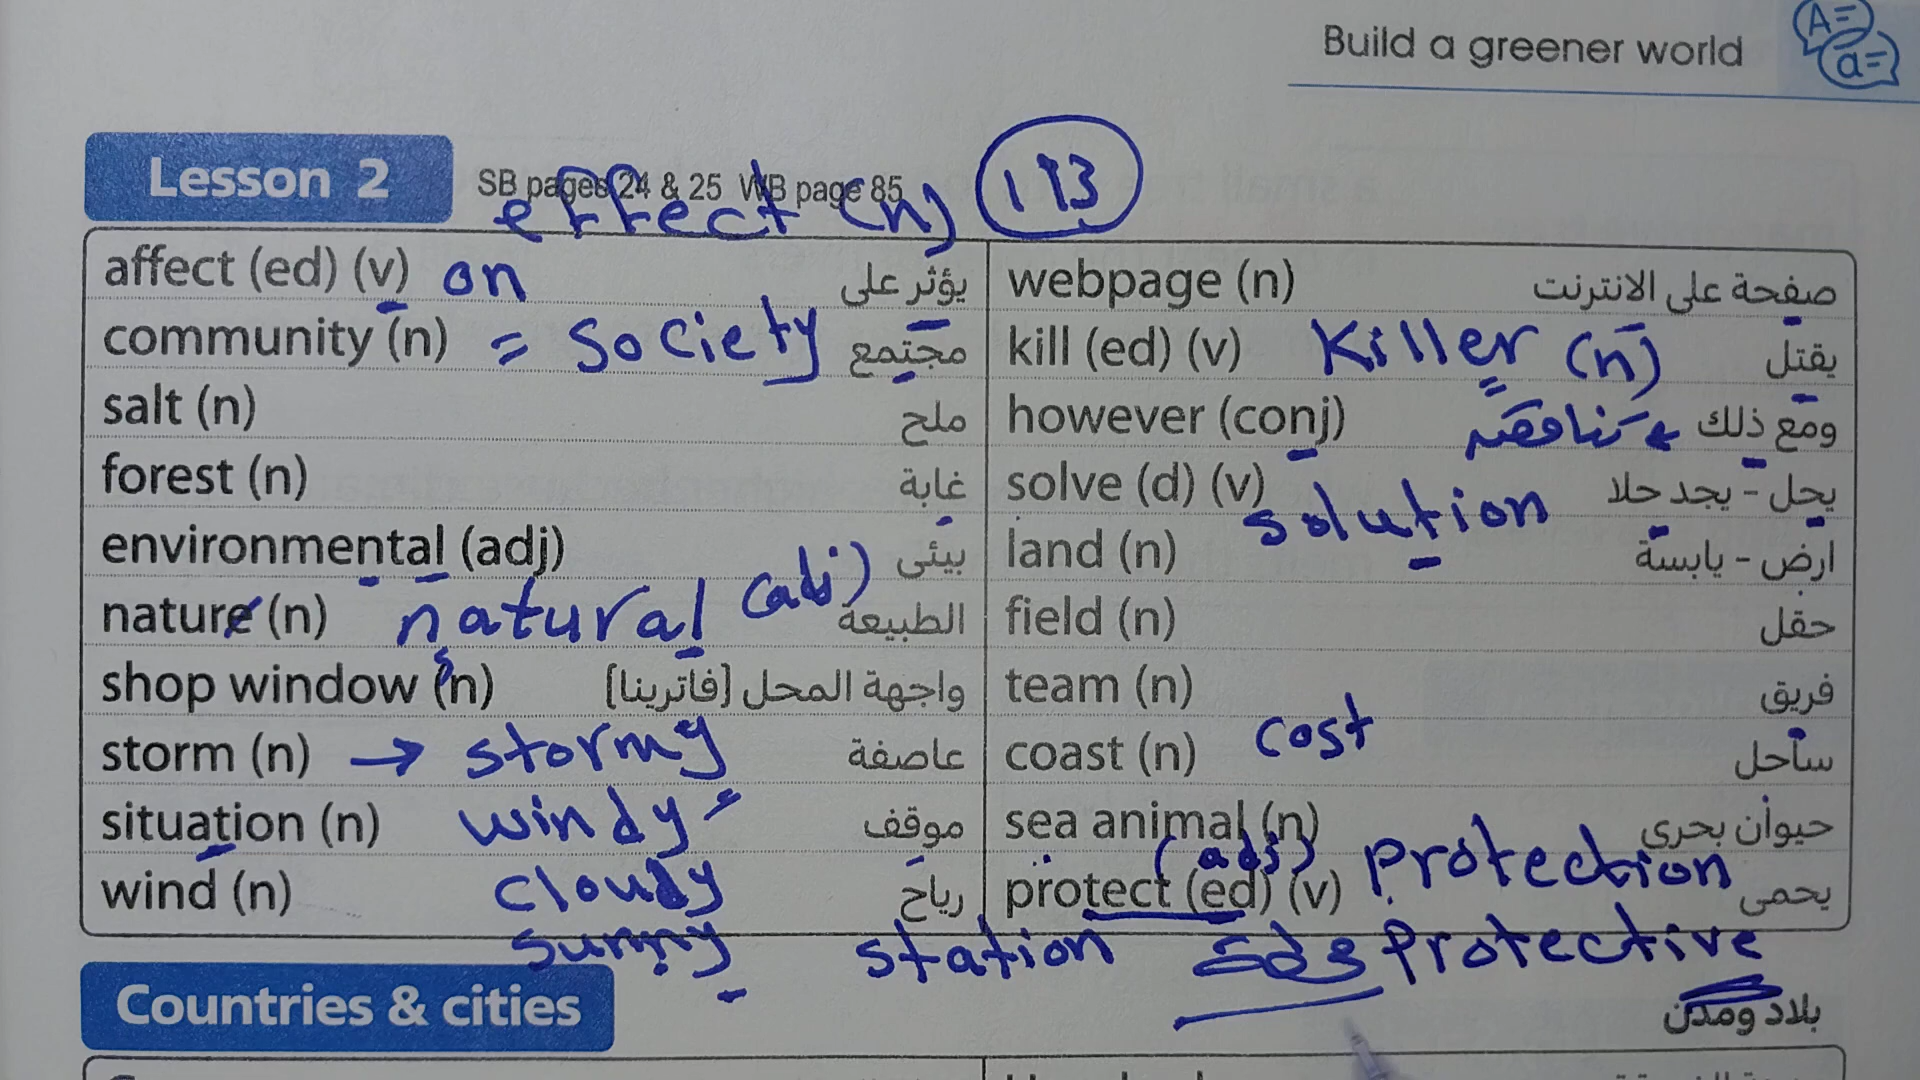 Build a greener world
Lesson 2 SB pages 24 & 25 WB page 85
effect (n)
193
affect (ed) (v) on يؤثر على
community (n) = society مجتمع
salt (n) ملح
forest (n) غابة
environmental (adj) بيئى
nature (n) natural (adj) الطبيعة
shop window (n) واجهة المحل [فاترينا]
storm (n) → stormy عاصفة
situation (n) windy موقف
wind (n) cloudy رياح
sunny
station
webpage (n) صفحة على الانترنت
kill (ed) (v) Killer (n) يقتل
however (conj) ومع ذلك
solve (d) (v) solution يحل - يجد حلا
land (n) ارض - يابسة
field (n) حقل
team (n) فريق
coast (n) cost ساحل
sea animal (n) حيوان بحرى
(adj)
protect (ed) (v) protection يحمى
protective
Countries & cities بلاد ومدن